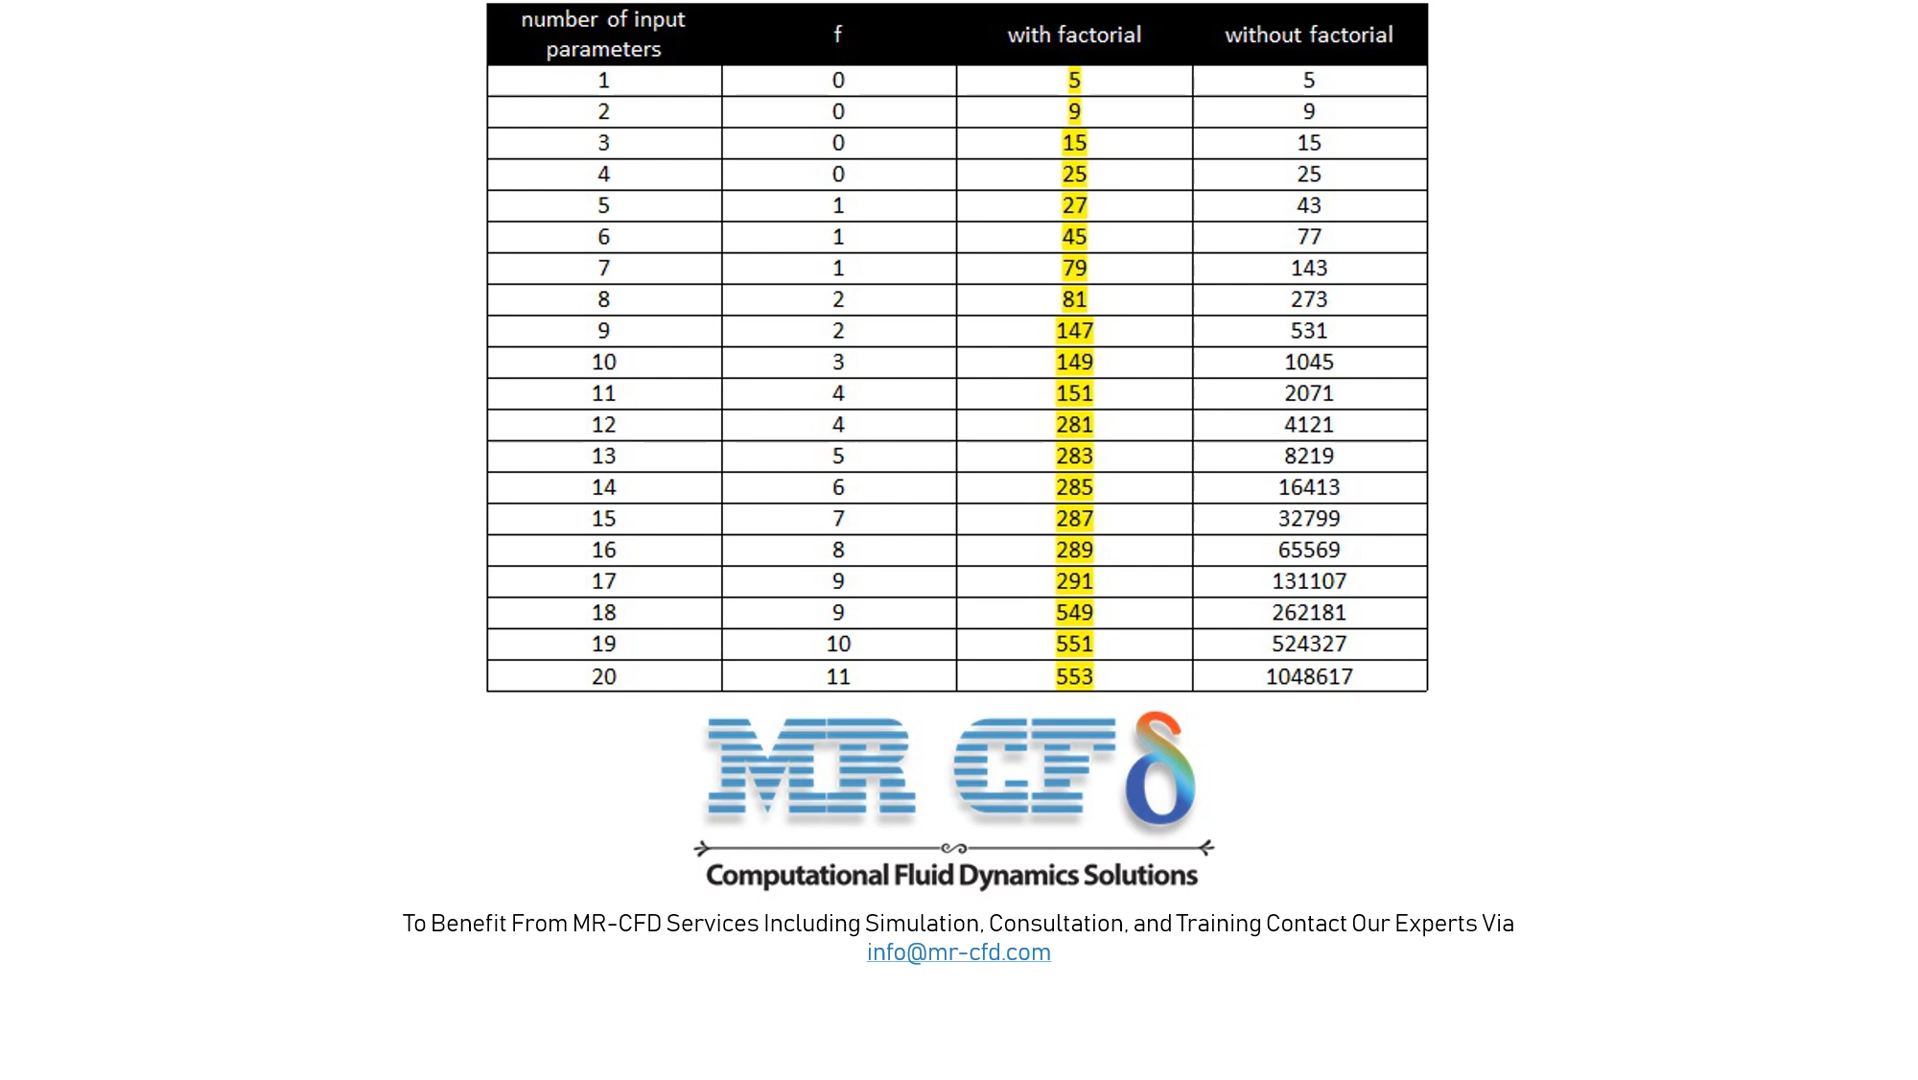 number of input parameters f with factorial without factorial
1 0 5 5
2 0 9 9
3 0 15 15
4 0 25 25
5 1 27 43
6 1 45 77
7 1 79 143
8 2 81 273
9 2 147 531
10 3 149 1045
11 4 151 2071
12 4 281 4121
13 5 283 8219
14 6 285 16413
15 7 287 32799
16 8 289 65569
17 9 291 131107
18 9 549 262181
19 10 551 524327
20 11 553 1048617
MR CFδ
Computational Fluid Dynamics Solutions
To Benefit From MR-CFD Services Including Simulation, Consultation, and Training Contact Our Experts Via
info@mr-cfd.com